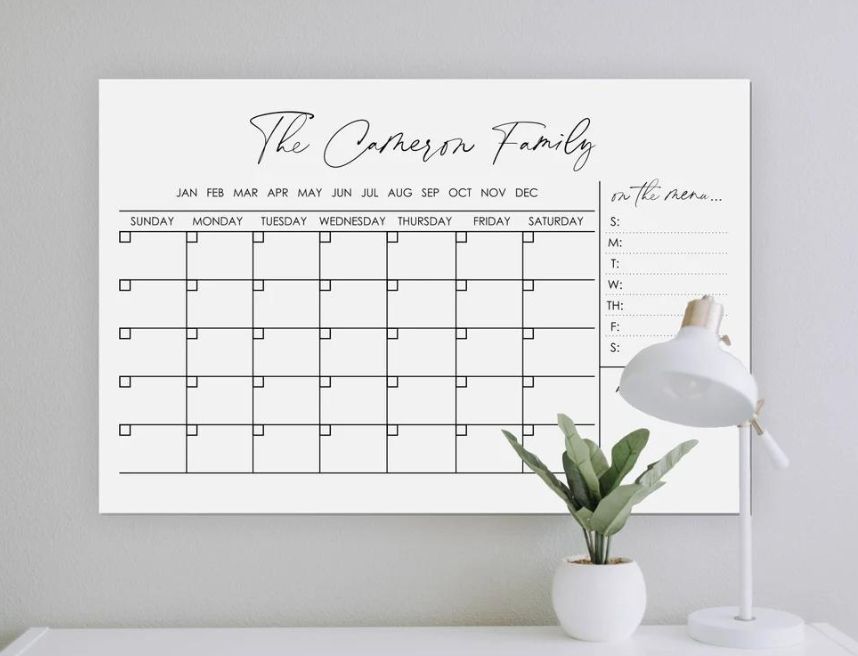 The Cameron Family
JAN FEB MAR APR MAY JUN JUL AUG SEP OCT NOV DEC
SUNDAY MONDAY TUESDAY WEDNESDAY THURSDAY FRIDAY SATURDAY
on the menu...
S:
M:
T:
W:
TH:
F:
S: